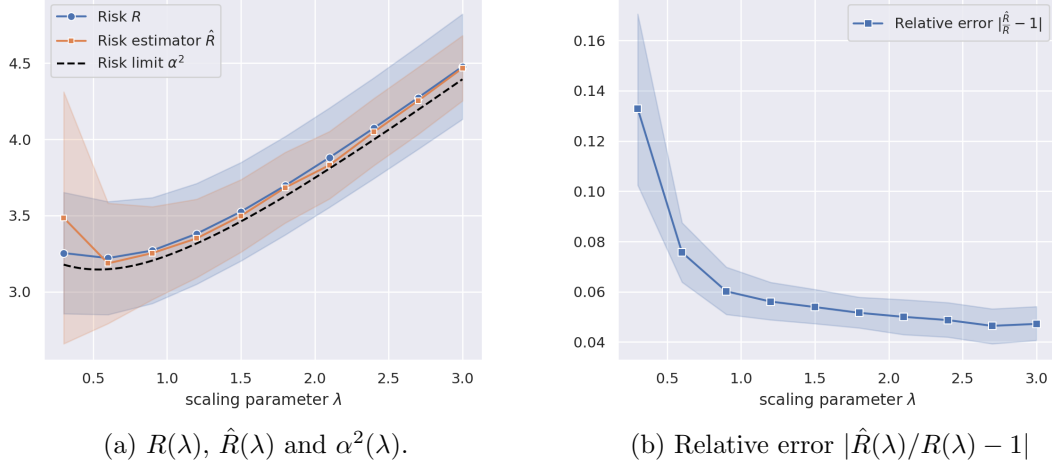 Risk R
Risk estimator R̂
Risk limit α²
4.5
4.0
3.5
3.0
0.5 1.0 1.5 2.0 2.5 3.0
scaling parameter λ
(a) R(λ), R̂(λ) and α²(λ).
Relative error |R̂/R − 1|
0.16
0.14
0.12
0.10
0.08
0.06
0.04
0.5 1.0 1.5 2.0 2.5 3.0
scaling parameter λ
(b) Relative error |R̂(λ)/R(λ) − 1|